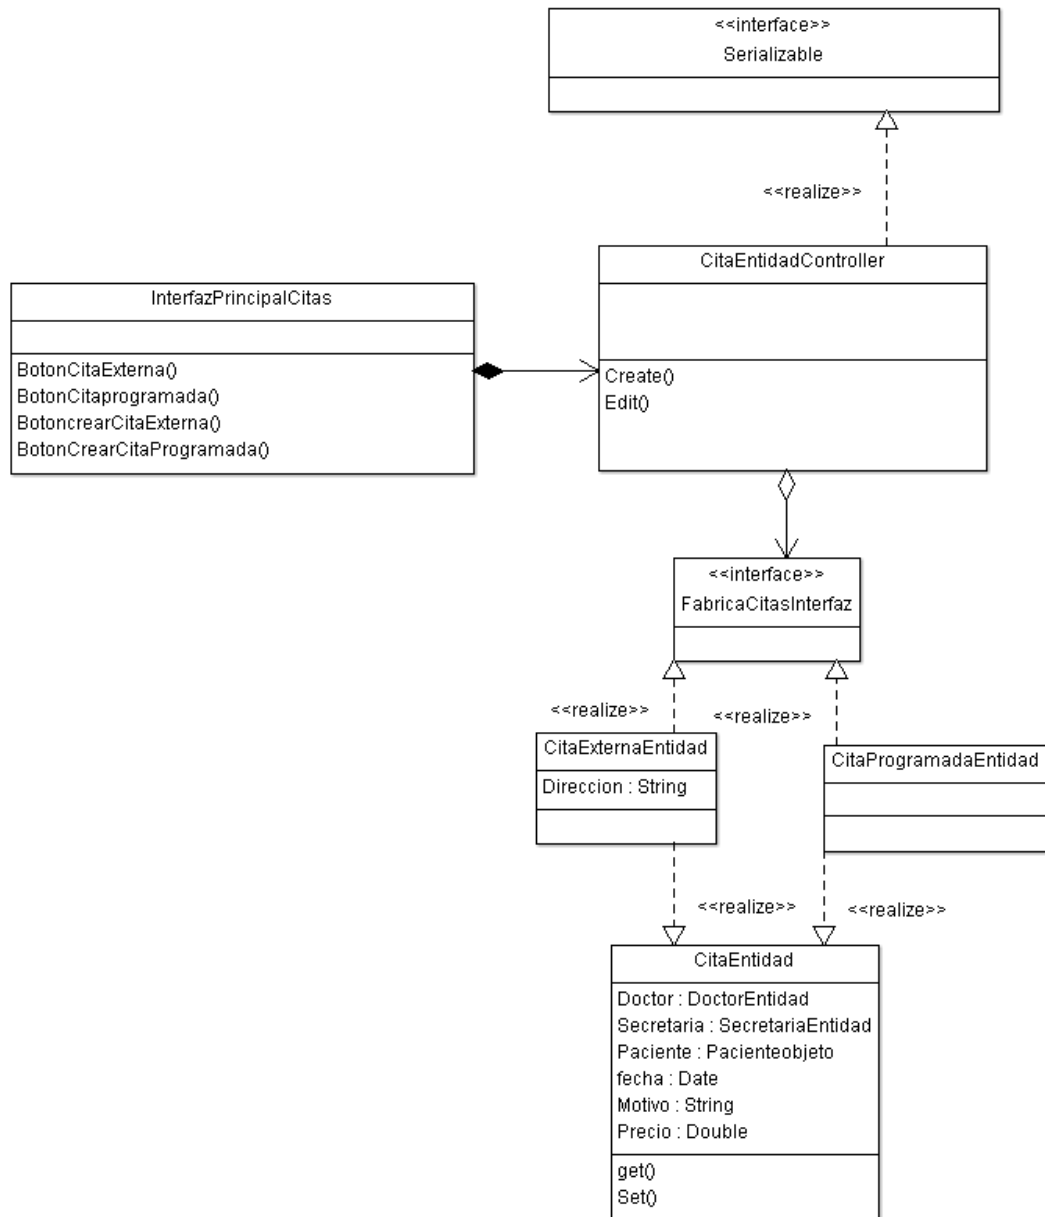 <<interface>>
Serializable
<<realize>>
CitaEntidadController
Create()
Edit()
InterfazPrincipalCitas
BotonCitaExterna()
BotonCitaprogramada()
BotoncrearCitaExterna()
BotonCrearCitaProgramada()
<<interface>>
FabricaCitasInterfaz
<<realize>>
<<realize>>
CitaExternaEntidad
Direccion : String
CitaProgramadaEntidad
<<realize>>
<<realize>>
CitaEntidad
Doctor : DoctorEntidad
Secretaria : SecretariaEntidad
Paciente : Pacienteobjeto
fecha : Date
Motivo : String
Precio : Double
get()
Set()